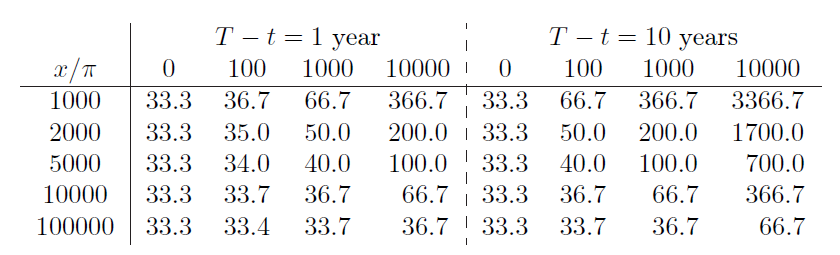 T − t = 1 year T − t = 10 years
x/π 0 100 1000 10000 0 100 1000 10000
1000 33.3 36.7 66.7 366.7 33.3 66.7 366.7 3366.7
2000 33.3 35.0 50.0 200.0 33.3 50.0 200.0 1700.0
5000 33.3 34.0 40.0 100.0 33.3 40.0 100.0 700.0
10000 33.3 33.7 36.7 66.7 33.3 36.7 66.7 366.7
100000 33.3 33.4 33.7 36.7 33.3 33.7 36.7 66.7